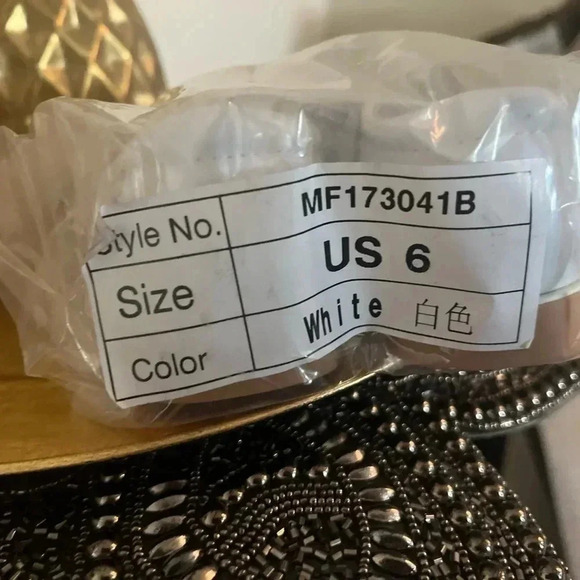 Style No. MF173041B
Size US 6
Color White 白色